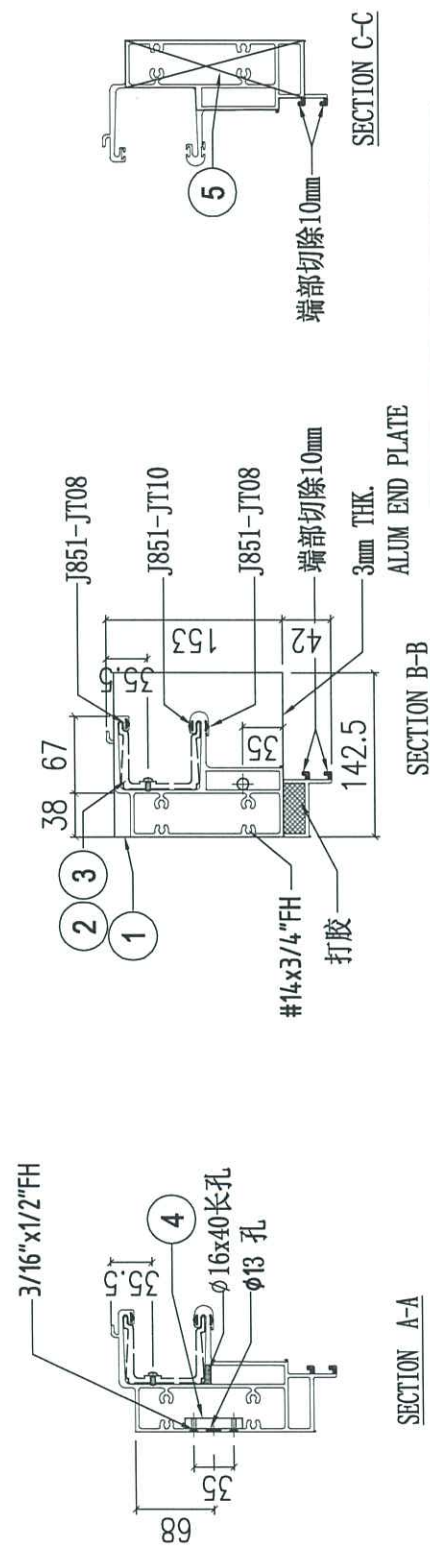 3/16"x1/2"FH
35.5
4
ϕ16x40长孔
ϕ13 孔
35
68
SECTION A-A
J851-JT08
J851-JT10
J851-JT08
67
38
2
3
1
35.5
153
35
42
142.5
#14x3/4"FH
打胶
端部切除10mm
3mm THK.
ALUM END PLATE
SECTION B-B
5
端部切除10mm
SECTION C-C